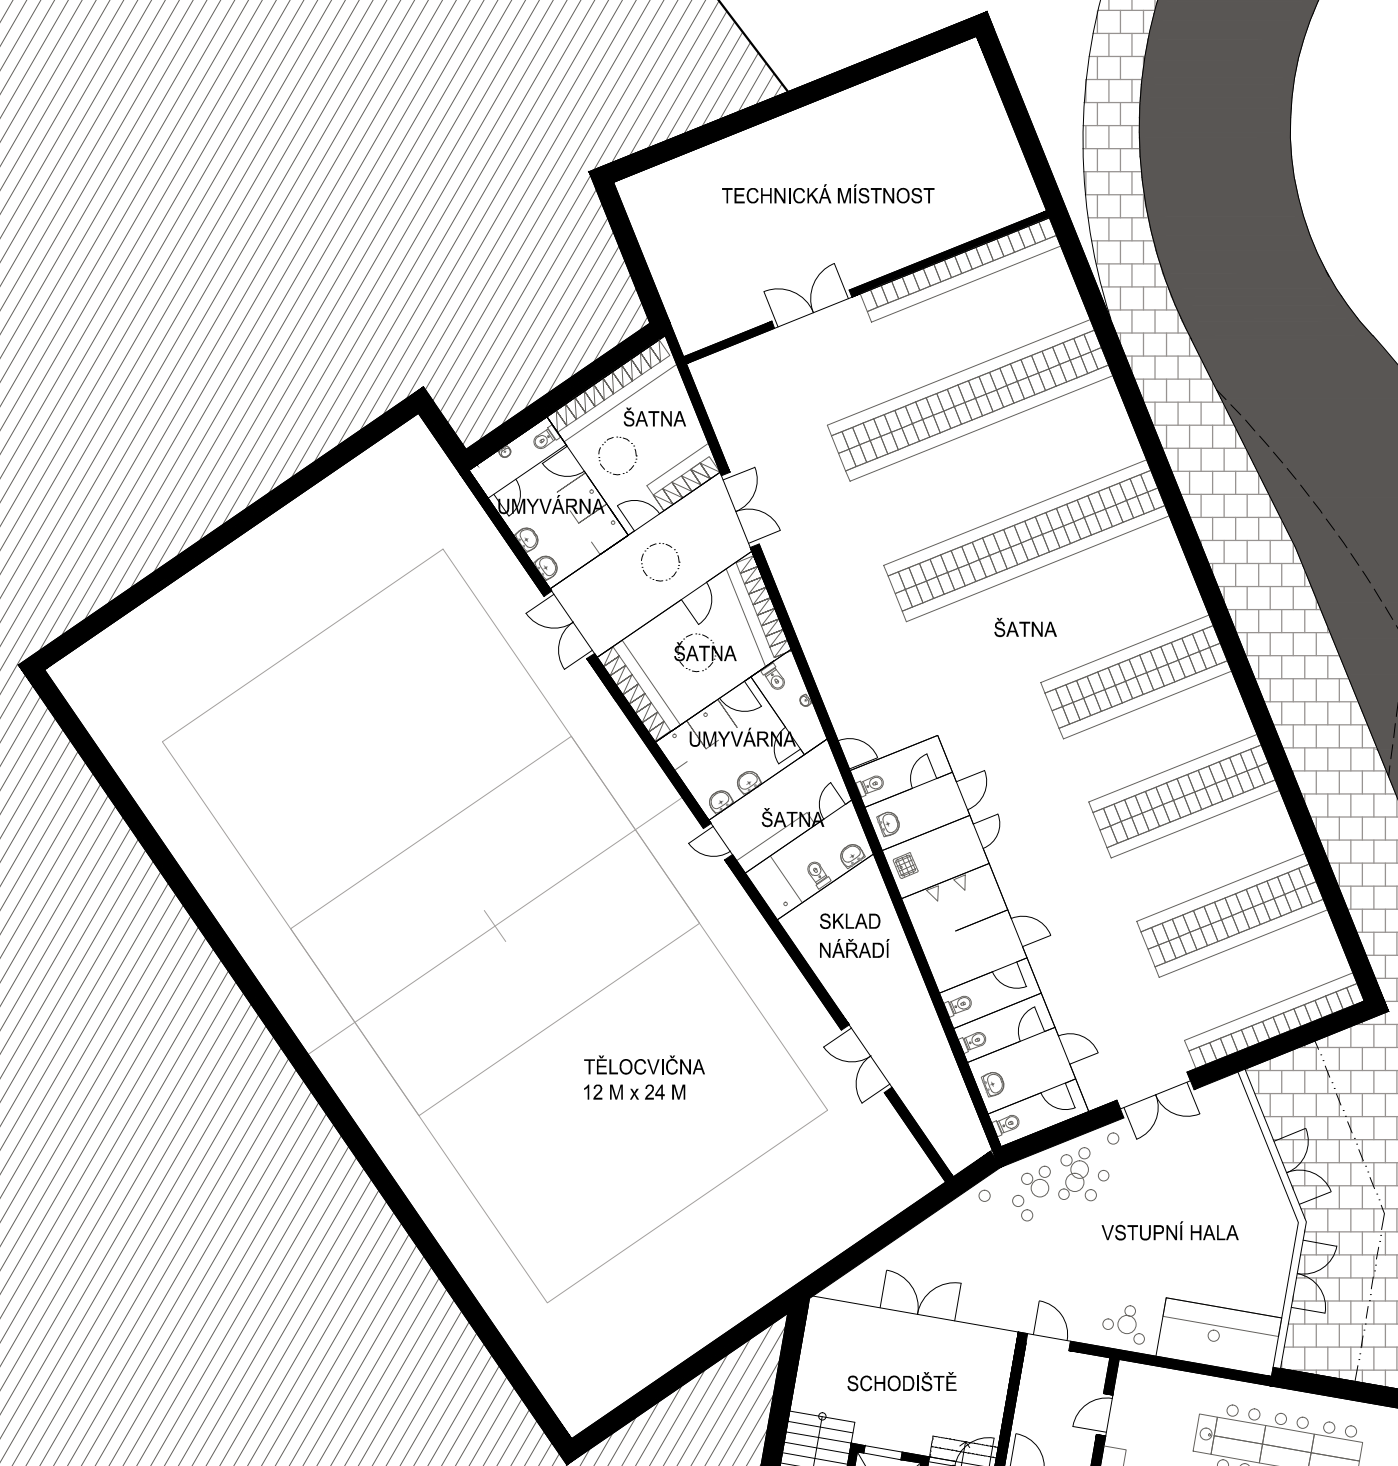 TECHNICKÁ MÍSTNOST
ŠATNA
UMYVÁRNA
ŠATNA
ŠATNA
UMYVÁRNA
ŠATNA
SKLAD
NÁŘADÍ
TĚLOCVIČNA
12 M x 24 M
VSTUPNÍ HALA
SCHODIŠTĚ